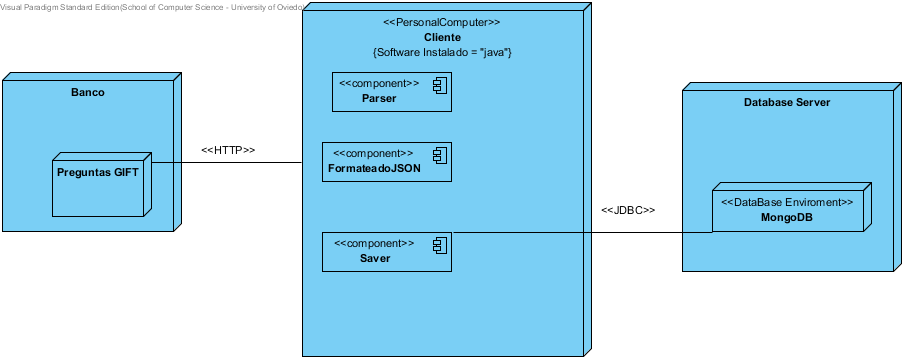 Visual Paradigm Standard Edition(School of Computer Science - University of Oviedo)
Banco
Preguntas GIFT
<<HTTP>>
<<PersonalComputer>>
Cliente
{Software Instalado = "java"}
<<component>>
Parser
<<component>>
FormateadoJSON
<<component>>
Saver
<<JDBC>>
Database Server
<<DataBase Enviroment>>
MongoDB